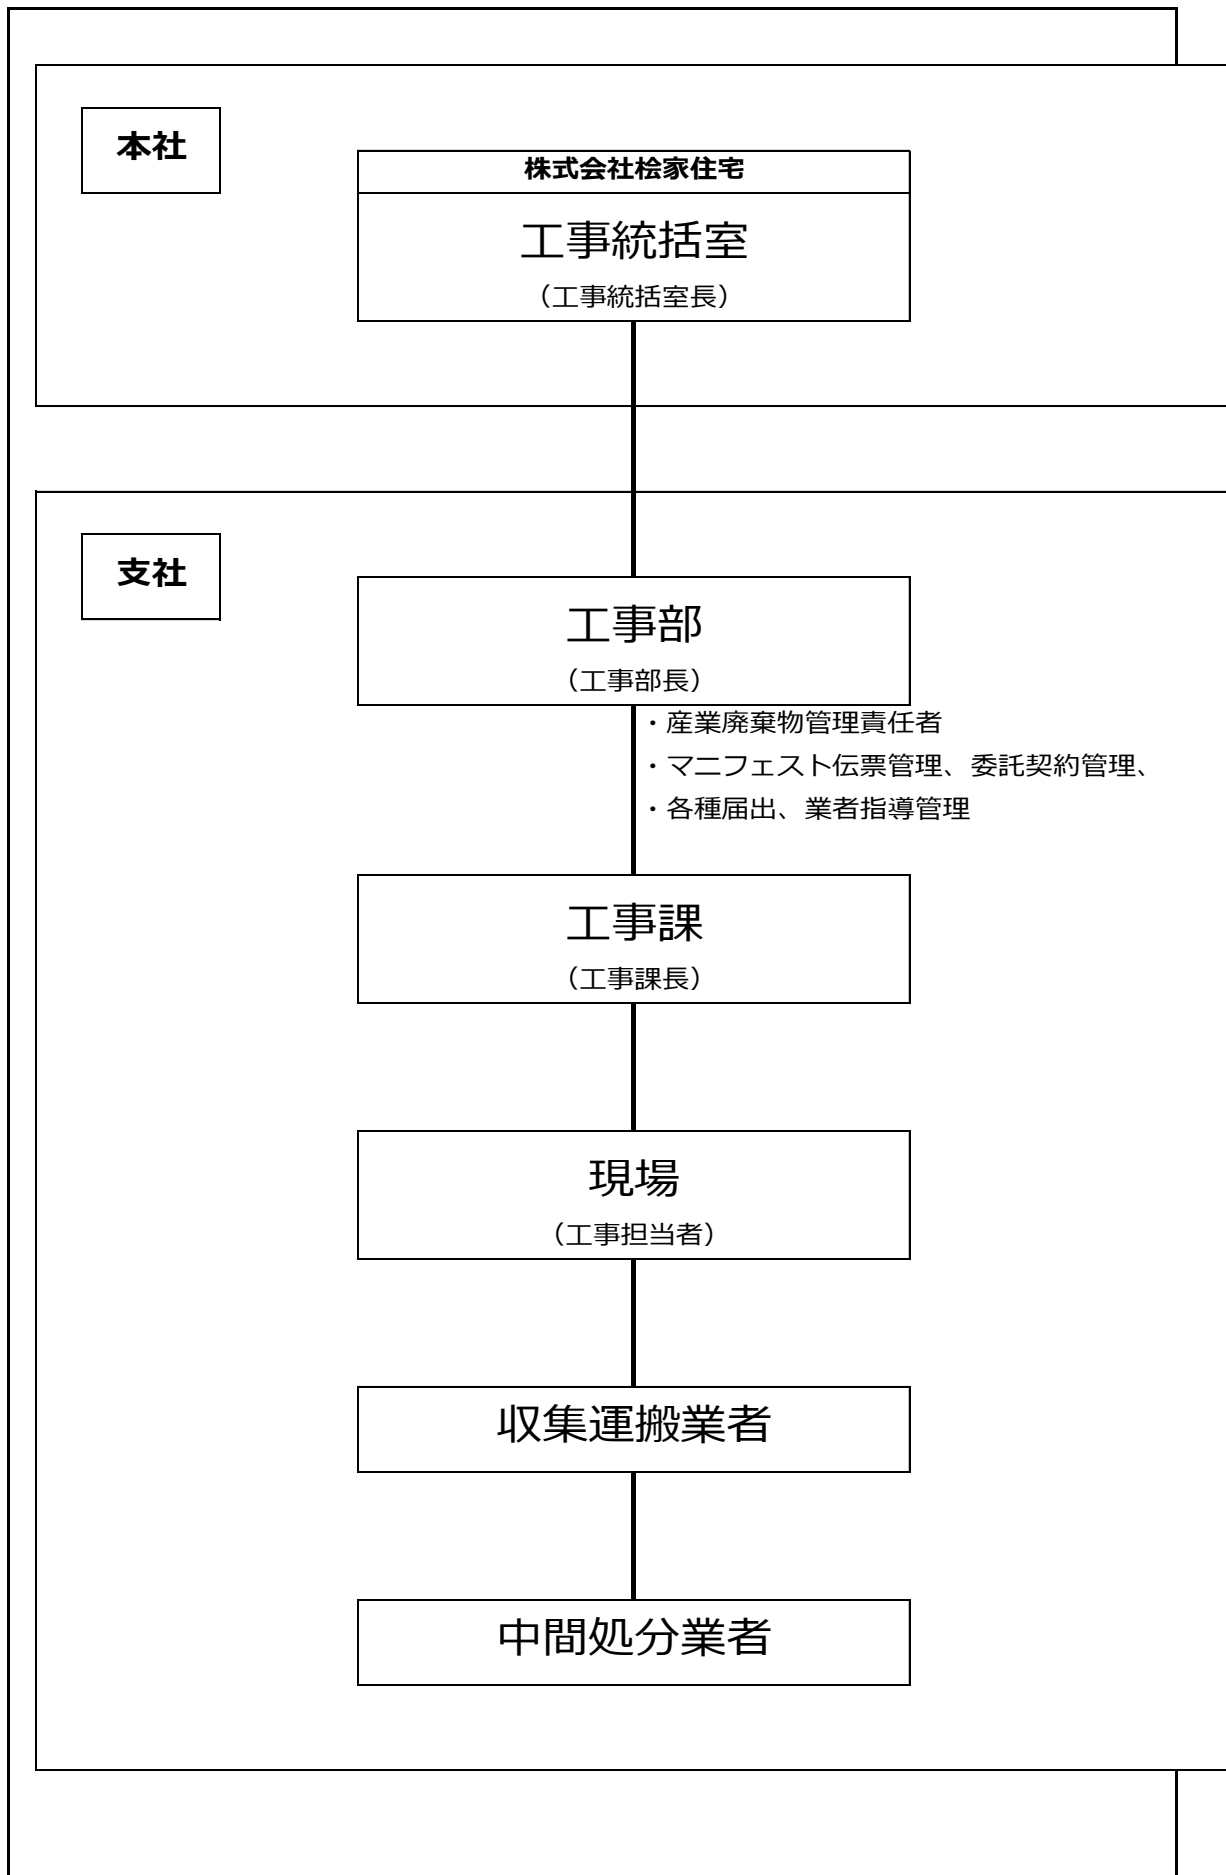 本社
株式会社桧家住宅
工事統括室
（工事統括室長）
支社
工事部
（工事部長）
・産業廃棄物管理責任者
・マニフェスト伝票管理、委託契約管理、
・各種届出、業者指導管理
工事課
（工事課長）
現場
（工事担当者）
収集運搬業者
中間処分業者